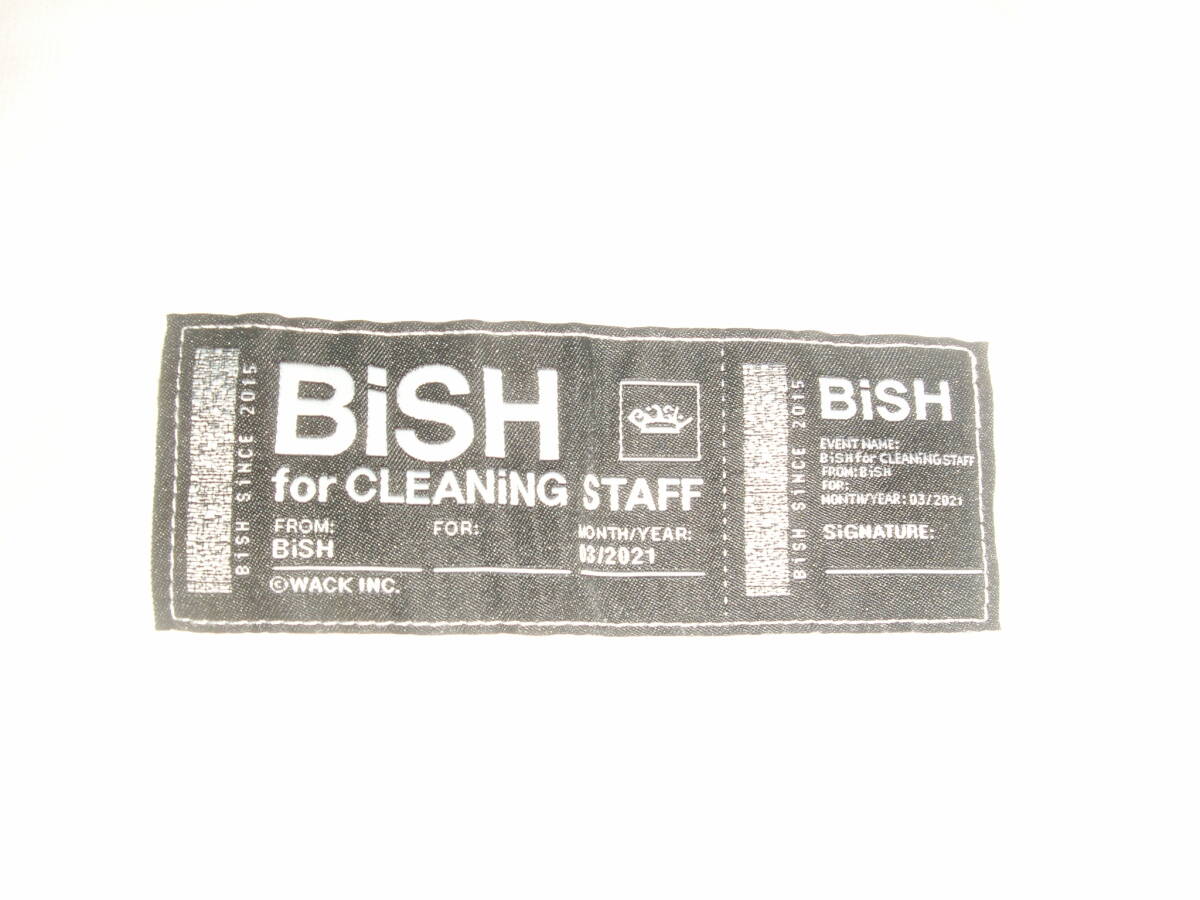 BiSH SiNCE 2015
BiSH
for CLEANiNG STAFF
FROM:
BiSH
FOR:
MONTH/YEAR:
03/2021
©WACK INC.
BiSH SiNCE 2015
BiSH
EVENT NAME:
BiSH for CLEANiNG STAFF
FROM: BiSH
FOR:
MONTH/YEAR: 03/2021
SiGNATURE: